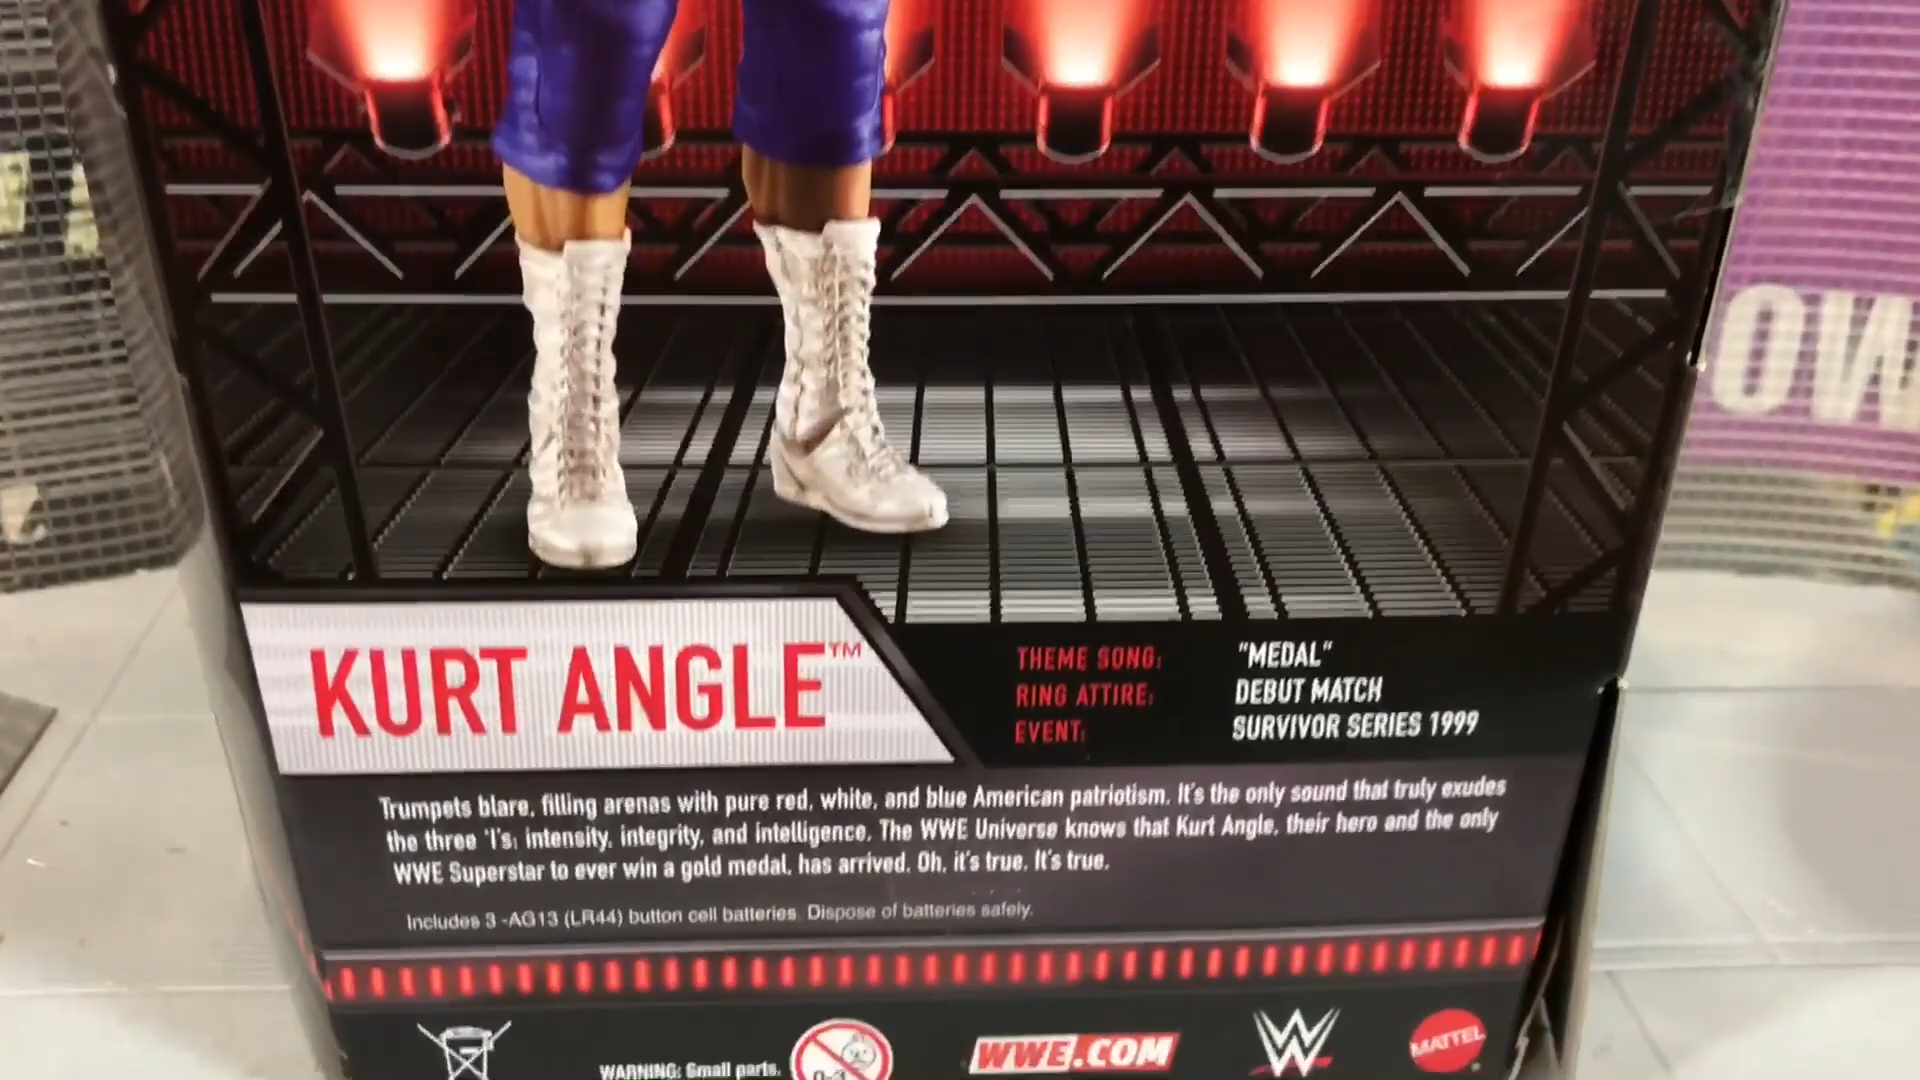 OW
KURT ANGLE™
THEME SONG: "MEDAL"
RING ATTIRE: DEBUT MATCH
EVENT: SURVIVOR SERIES 1999
Trumpets blare, filling arenas with pure red, white, and blue American patriotism. It's the only sound that truly exudes
the three 'I's: intensity, integrity, and intelligence. The WWE Universe knows that Kurt Angle, their hero and the only
WWE Superstar to ever win a gold medal, has arrived. Oh, it's true. It's true.
Includes 3 -AG13 (LR44) button cell batteries. Dispose of batteries safely.
WARNING: Small parts.
0-3
WWE.COM
W
MATTEL